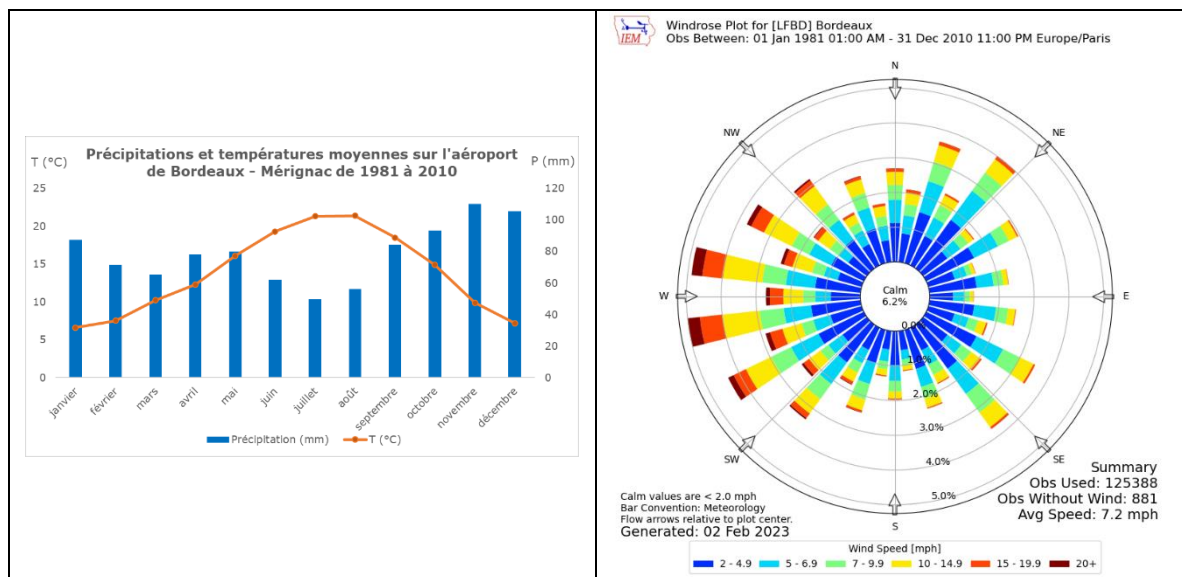 Précipitations et températures moyennes sur l'aéroport
de Bordeaux - Mérignac de 1981 à 2010
T (°C)
P (mm)
25
20
15
10
5
0
120
100
80
60
40
20
0
janvier
février
mars
avril
mai
juin
juillet
août
septembre
octobre
novembre
décembre
Précipitation (mm)
T (°C)
IEM
Windrose Plot for [LFBD] Bordeaux
Obs Between: 01 Jan 1981 01:00 AM - 31 Dec 2010 11:00 PM Europe/Paris
N
NW
NE
W
E
Calm
6.2%
0.0%
1.0%
2.0%
3.0%
4.0%
5.0%
SW
SE
S
Calm values are < 2.0 mph
Bar Convention: Meteorology
Flow arrows relative to plot center.
Generated: 02 Feb 2023
Summary
Obs Used: 125388
Obs Without Wind: 881
Avg Speed: 7.2 mph
Wind Speed [mph]
2 - 4.9
5 - 6.9
7 - 9.9
10 - 14.9
15 - 19.9
20+